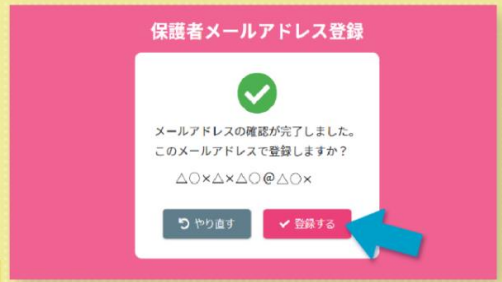 保護者メールアドレス登録
メールアドレスの確認が完了しました。
このメールアドレスで登録しますか？
△○×△×△○@△○×
やり直す
登録する